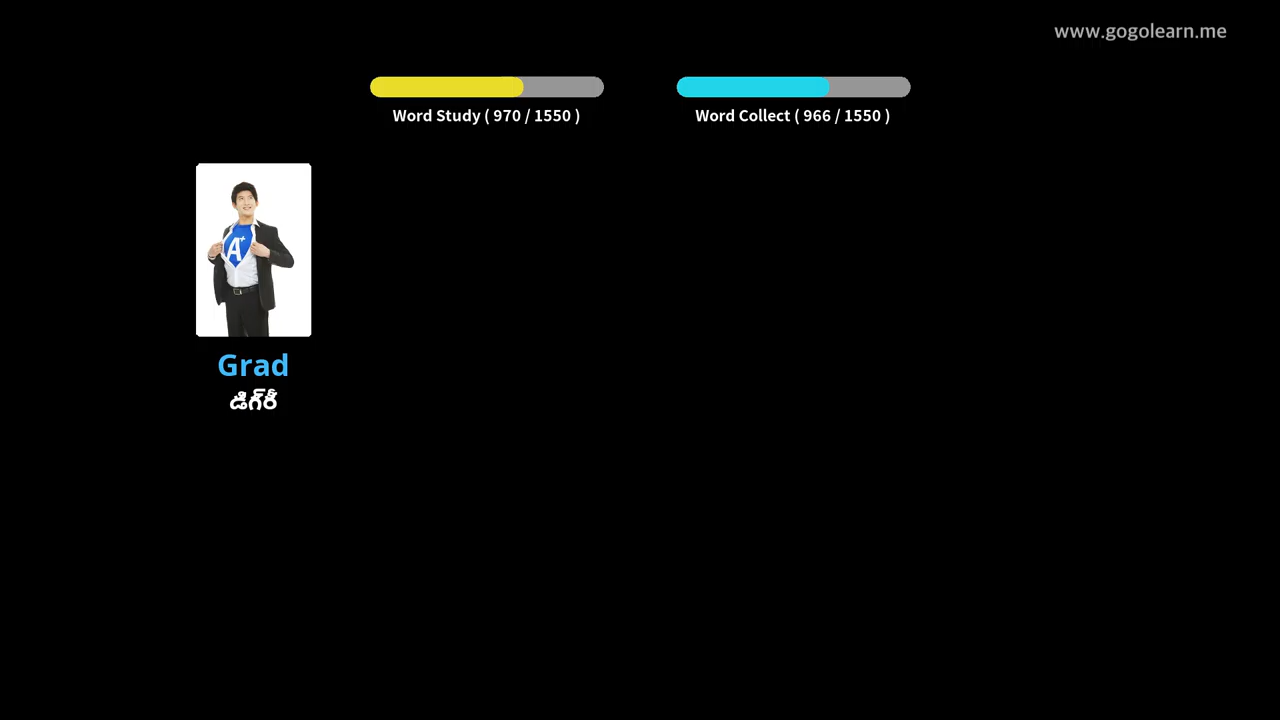 www.gogolearn.me
Word Study ( 970 / 1550 )
Word Collect ( 966 / 1550 )
A+
Grad
డిగ్‌రీ